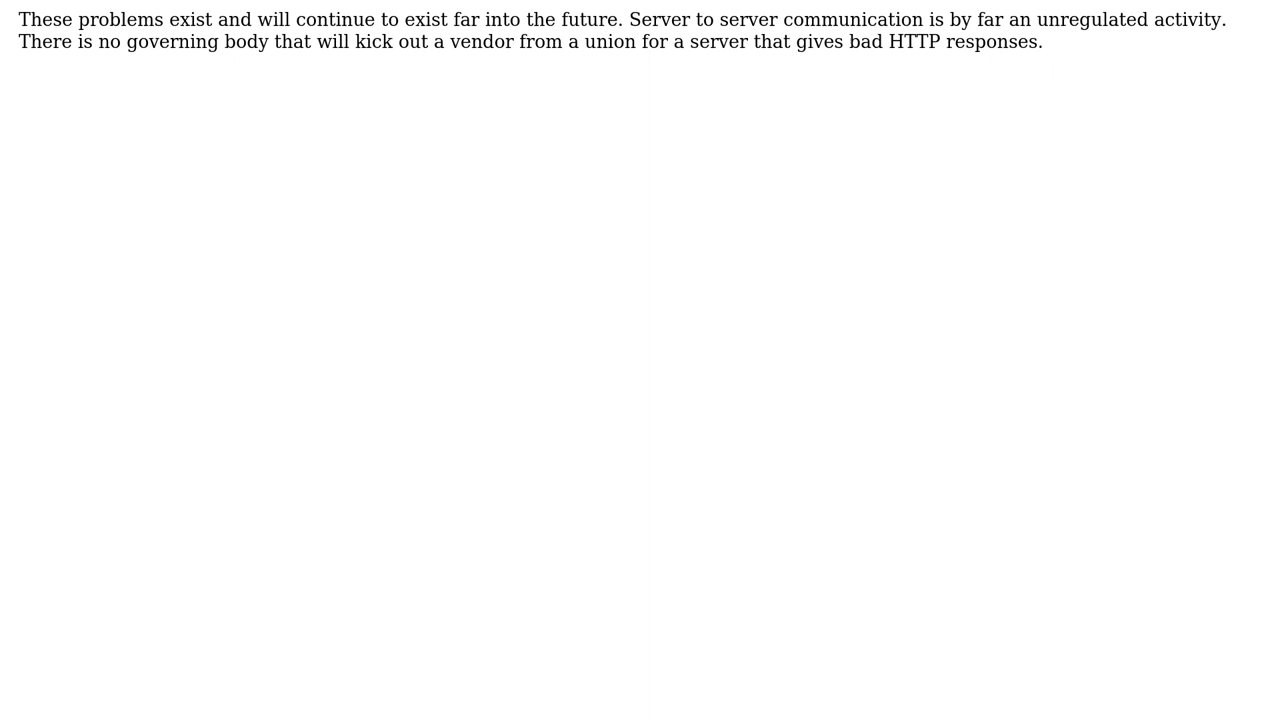 These problems exist and will continue to exist far into the future. Server to server communication is by far an unregulated activity.
There is no governing body that will kick out a vendor from a union for a server that gives bad HTTP responses.